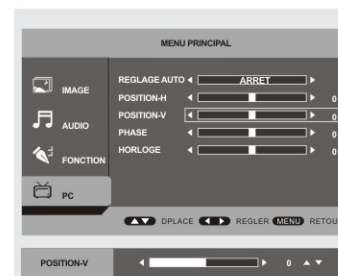 MENU PRINCIPAL
IMAGE
AUDIO
FONCTION
PC
REGLAGE AUTO ARRET
POSITION-H 0
POSITION-V 0
PHASE 0
HORLOGE 0
DPLACE REGLER MENU RETOU
POSITION-V 0